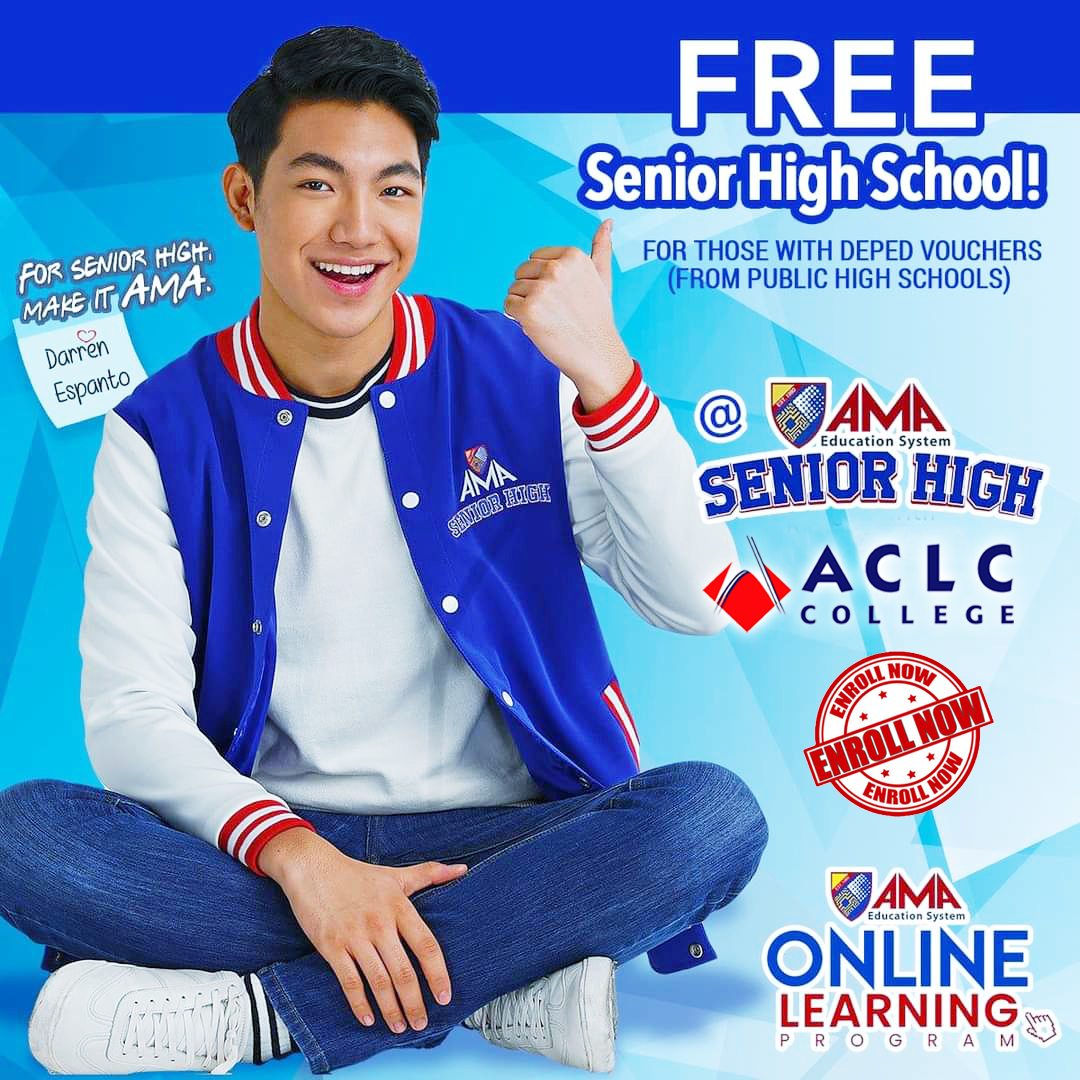 FREE
Senior High School!
FOR THOSE WITH DEPED VOUCHERS
(FROM PUBLIC HIGH SCHOOLS)
FOR SENIOR HIGH,
MAKE IT AMA.
Darren
Espanto
@ AMA
Education System
SENIOR HIGH
AMA
SENIOR HIGH
ACLC
COLLEGE
ENROLL NOW
ENROLL NOW
ENROLL NOW
AMA
Education System
ONLINE
LEARNING
PROGRAM